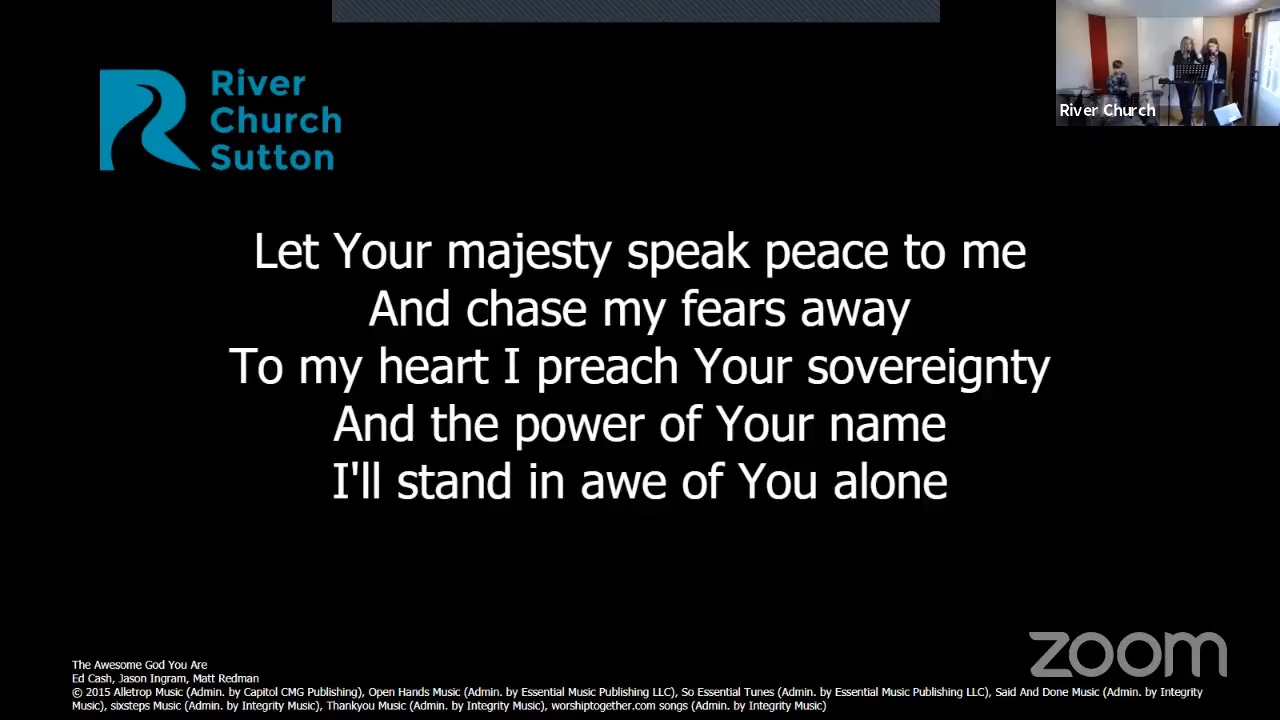 River
Church
Sutton
River Church
Let Your majesty speak peace to me
And chase my fears away
To my heart I preach Your sovereignty
And the power of Your name
I'll stand in awe of You alone
zoom
The Awesome God You Are
Ed Cash, Jason Ingram, Matt Redman
© 2015 Alletrop Music (Admin. by Capitol CMG Publishing), Open Hands Music (Admin. by Essential Music Publishing LLC), So Essential Tunes (Admin. by Essential Music Publishing LLC), Said And Done Music (Admin. by Integrity
Music), sixsteps Music (Admin. by Integrity Music), Thankyou Music (Admin. by Integrity Music), worshiptogether.com songs (Admin. by Integrity Music)